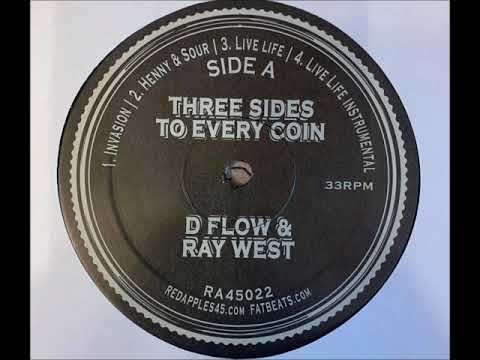 1. Invasion | 2. Henny & Sour | 3. Live life | 4. Live Life instrumental
SIDE A
THREE SIDES
TO EVERY COIN
33RPM
D FLOW &
RAY WEST
RA45022
REDAPPLES45.COM FATBEATS.COM